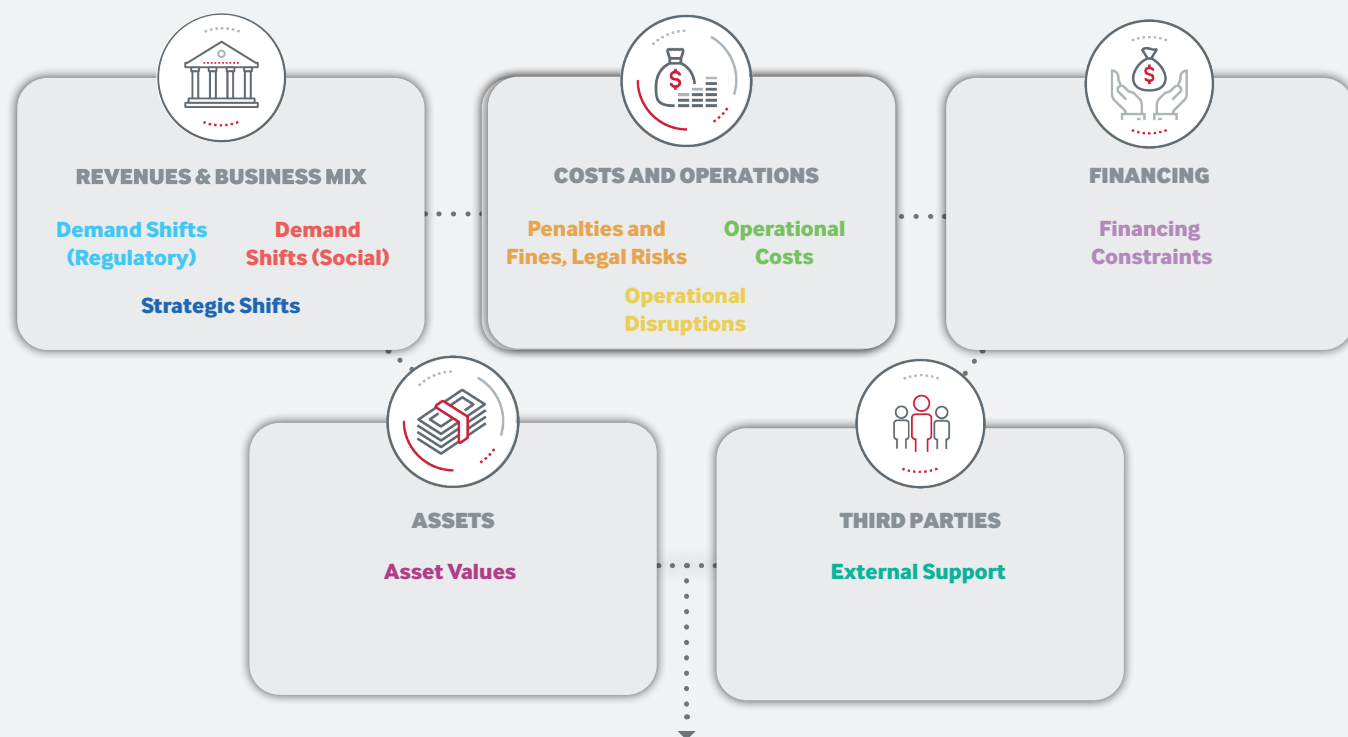 REVENUES & BUSINESS MIX
Demand Shifts
(Regulatory)
Demand
Shifts (Social)
Strategic Shifts
COSTS AND OPERATIONS
Penalties and
Fines, Legal Risks
Operational
Costs
Operational
Disruptions
FINANCING
Financing
Constraints
ASSETS
Asset Values
THIRD PARTIES
External Support